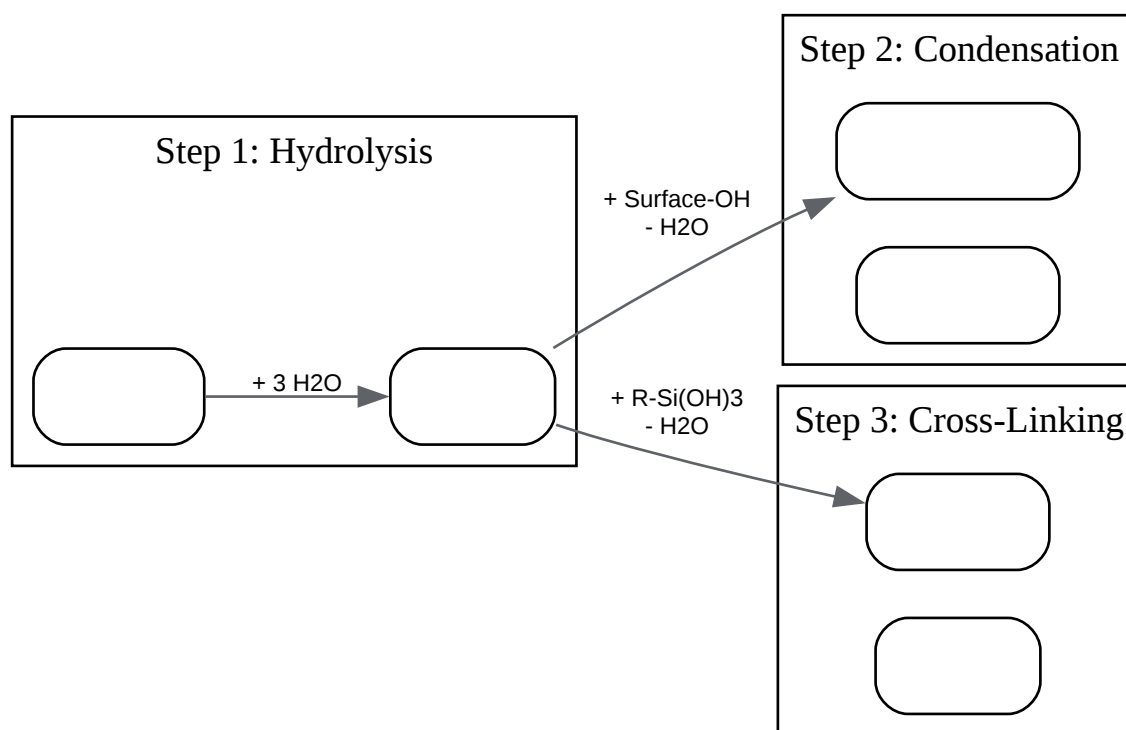 Step 1: Hydrolysis
+ 3 H2O
+ Surface-OH
- H2O
+ R-Si(OH)3
- H2O
Step 2: Condensation
Step 3: Cross-Linking